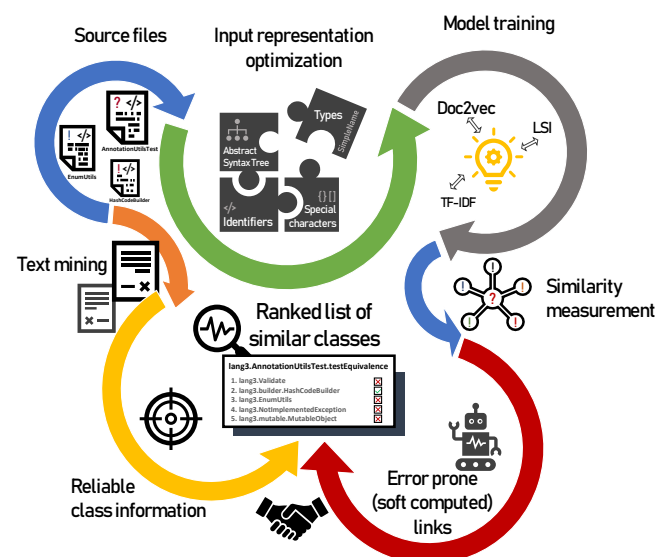 Source files
Input representation
optimization
Model training
? </>
AnnotationUtilsTest
! </>
EnumUtils
! </>
HashCodeBuilder
Abstract
SyntaxTree
Types
SimpleName
</>
Identifiers
{} []
Special
characters
Doc2vec
LSI
TF-IDF
Text mining
Similarity
measurement
Ranked list of
similar classes
lang3.AnnotationUtilsTest.testEquivalence
1. lang3.Validate
2. lang3.builder.HashCodeBuilder
3. lang3.EnumUtils
4. lang3.NotImplementedException
5. lang3.mutable.MutableObject
Reliable
class information
Error prone
(soft computed)
links